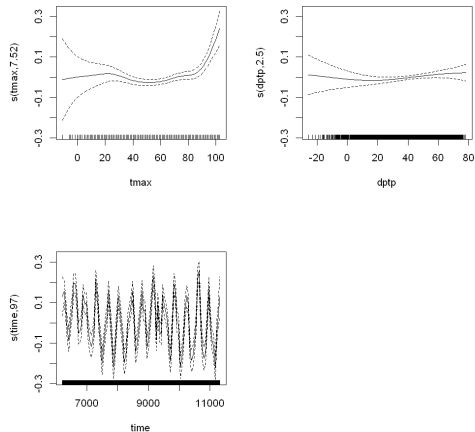 s(tmax,7.52)
0.3
0.1
-0.1
-0.3
0 20 40 60 80 100
tmax
s(dptp,2.5)
0.3
0.1
-0.1
-0.3
-20 0 20 40 60 80
dptp
s(time,97)
0.3
0.1
-0.1
-0.3
7000 9000 11000
time